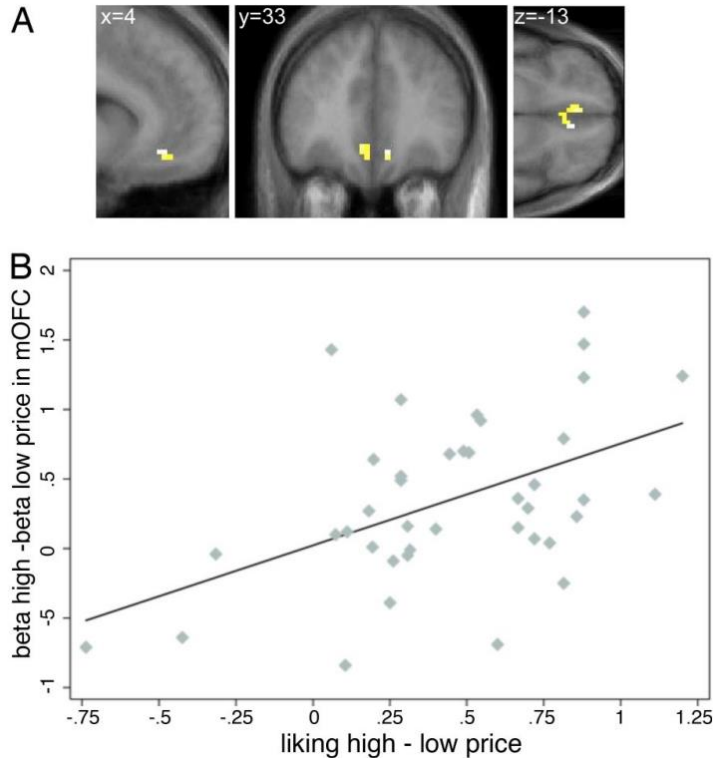 A
x=4
y=33
z=-13
B
beta high -beta low price in mOFC
2
1.5
1
.5
0
-.5
-1
-.75
-.5
-.25
0
.25
.5
.75
1
1.25
liking high - low price